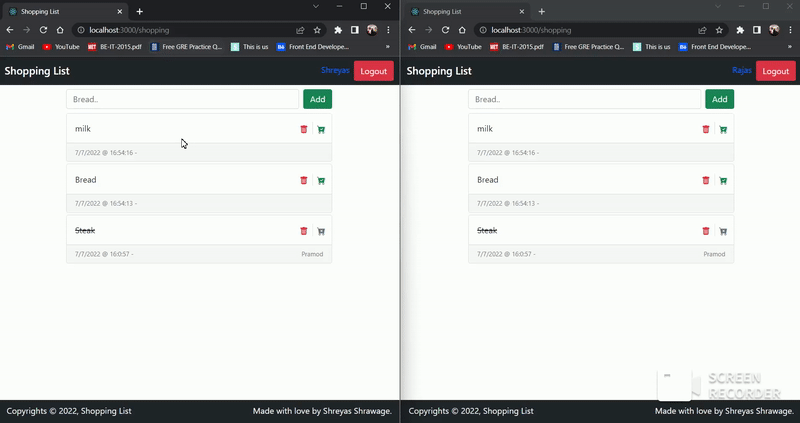 Shopping List
localhost:3000/shopping
Gmail YouTube BE-IT-2015.pdf Free GRE Practice Q... This is us Front End Develope... »
Shopping List Shreyas Logout
Bread.. Add
milk
7/7/2022 @ 16:54:16 -
Bread
7/7/2022 @ 16:54:13 -
Steak
7/7/2022 @ 16:0:57 - Pramod
Copyrights © 2022, Shopping List Made with love by Shreyas Shrawage.
Shopping List
localhost:3000/shopping
Gmail YouTube BE-IT-2015.pdf Free GRE Practice Q... This is us Front End Develope... »
Shopping List Rajas Logout
Bread.. Add
milk
7/7/2022 @ 16:54:16 -
Bread
7/7/2022 @ 16:54:13 -
Steak
7/7/2022 @ 16:0:57 - Pramod
SCREEN
RECORDER
Copyrights © 2022, Shopping List Made with love by Shreyas Shrawage.